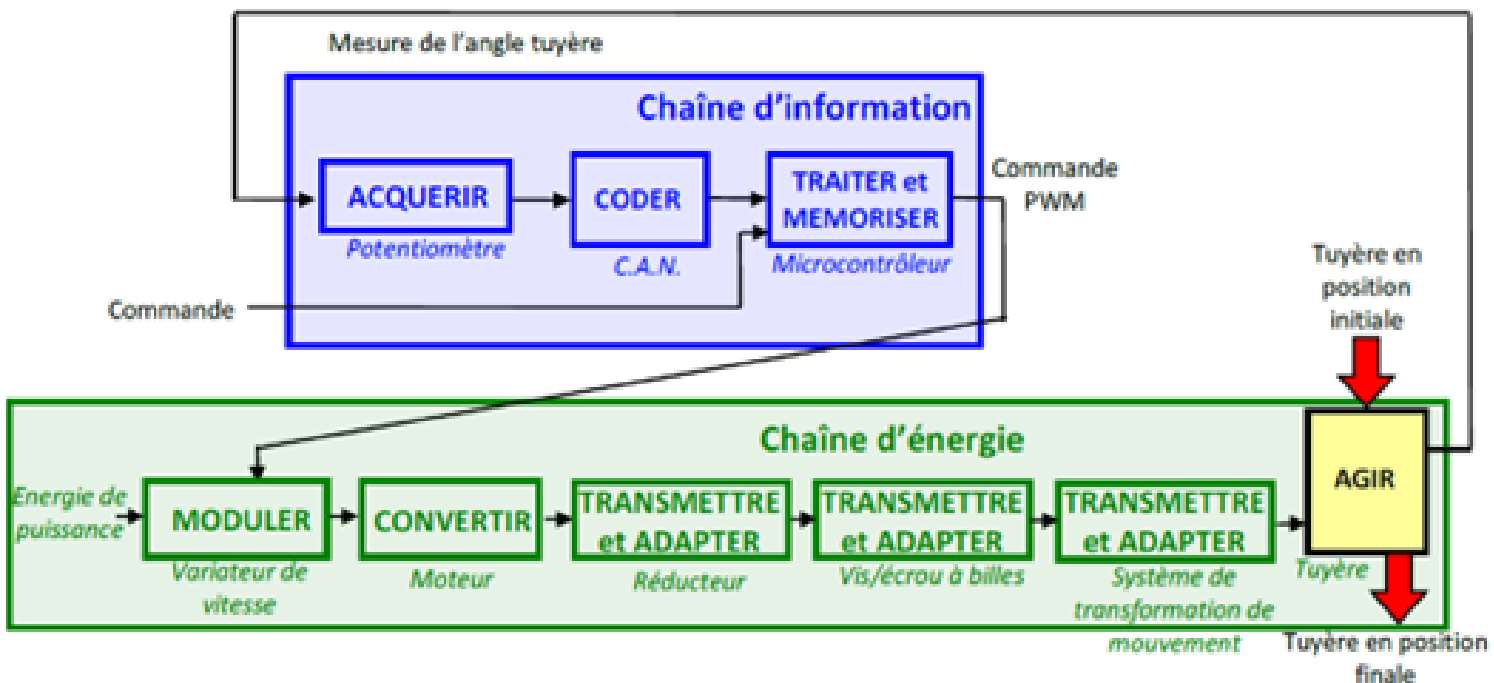 Mesure de l'angle tuyère
Chaîne d'information
ACQUERIR
Potentiomètre
CODER
C.A.N.
TRAITER et
MEMORISER
Microcontrôleur
Commande
PWM
Commande
Tuyère en
position
initiale
Chaîne d'énergie
Energie de
puissance
MODULER
Variateur de
vitesse
CONVERTIR
Moteur
TRANSMETTRE
et ADAPTER
Réducteur
TRANSMETTRE
et ADAPTER
Vis/écrou à billes
TRANSMETTRE
et ADAPTER
Système de
transformation de
mouvement
AGIR
Tuyère
Tuyère en position
finale